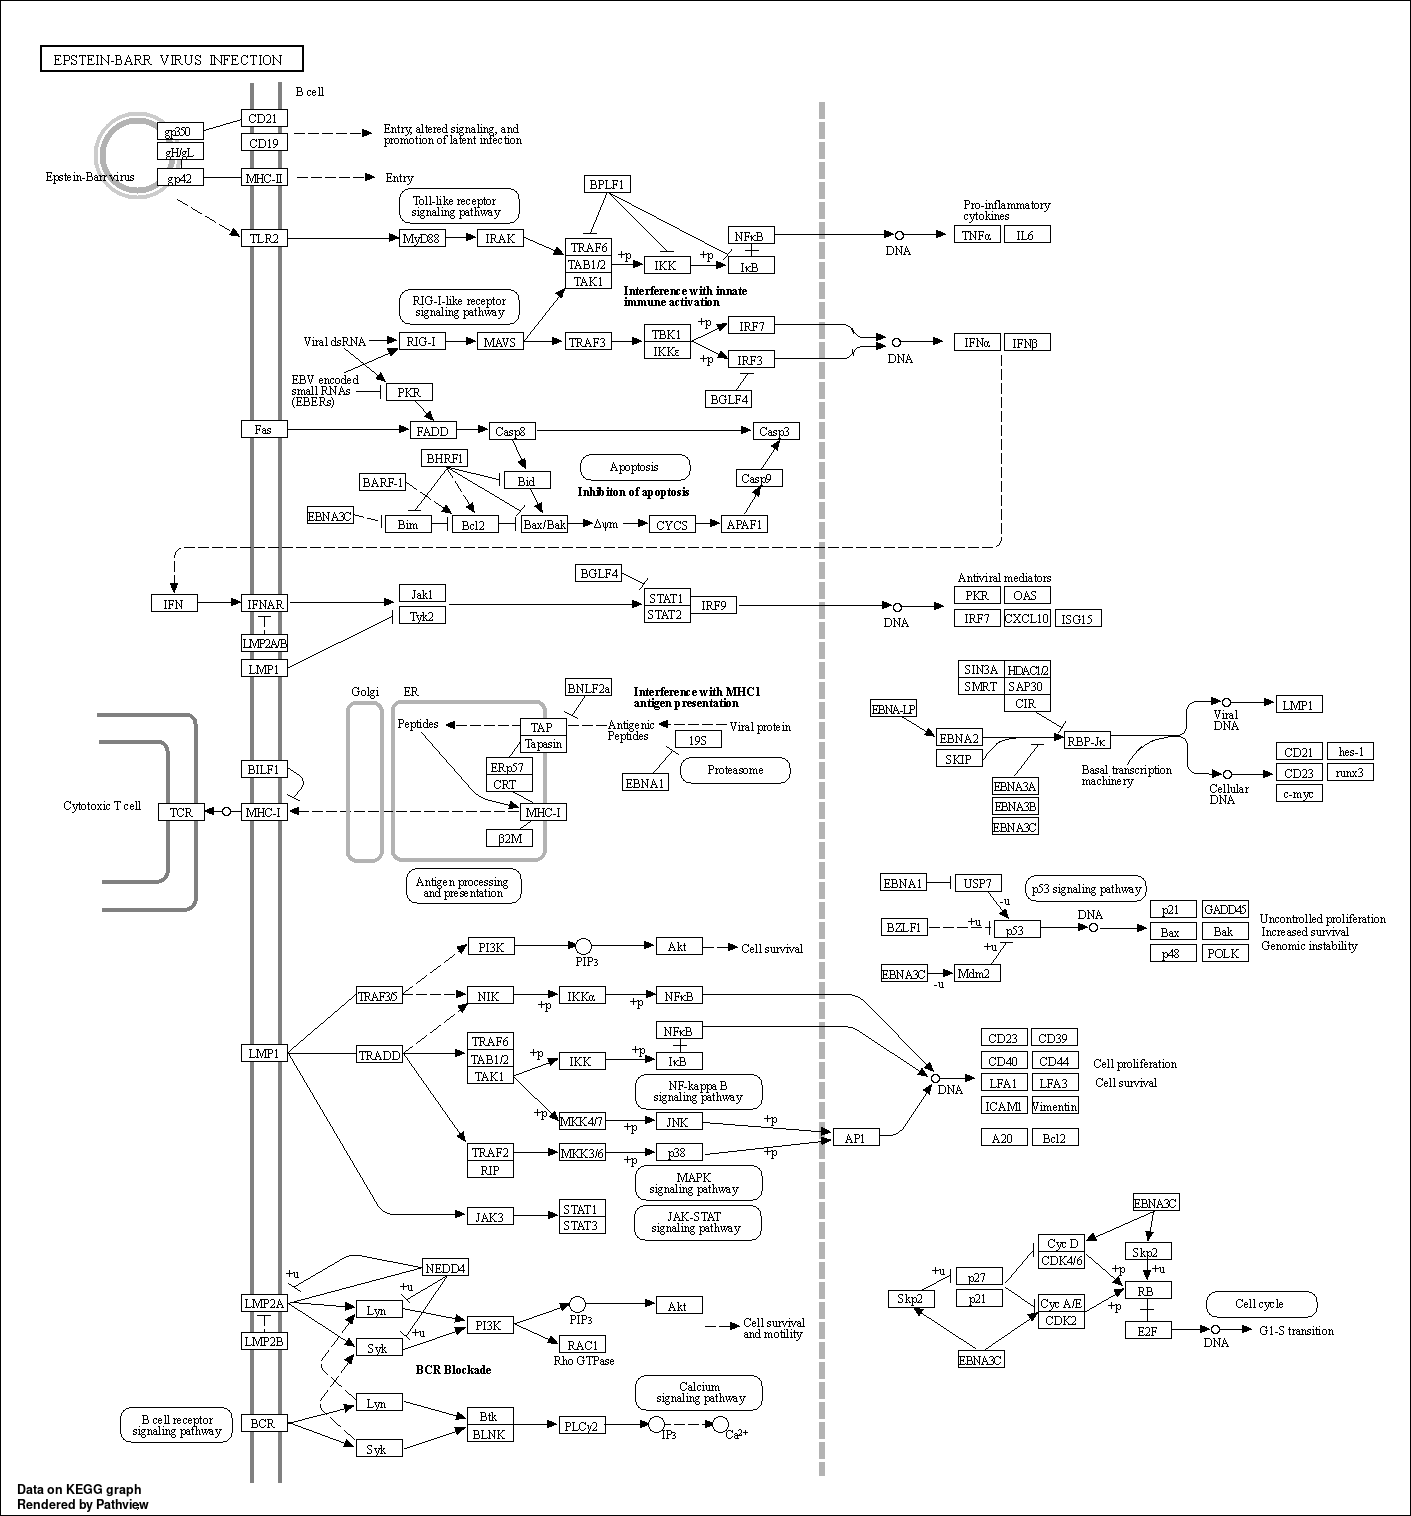 EPSTEIN-BARR VIRUS INFECTION
B cell
gp350
CD21
CD19
gH/gL
Entry, altered signaling, and
promotion of latent infection
Epstein-Barr virus
gp42
MHC-II
Entry
BPLF1
Toll-like receptor
signaling pathway
TLR2
MyD88
IRAK
TRAF6
TAB1/2
TAK1
+p
IKK
+p
NFκB
IκB
DNA
Pro-inflammatory
cytokines
TNFα
IL6
Interference with innate
immune activation
RIG-I-like receptor
signaling pathway
Viral dsRNA
RIG-I
MAVS
TRAF3
TBK1
IKKε
+p
+p
IRF7
IRF3
DNA
IFNα
IFNβ
EBV encoded
small RNAs
(EBERs)
PKR
BGLF4
Fas
FADD
Casp8
Casp3
BHRF1
Apoptosis
BARF-1
Bid
Casp9
Inhibiton of apoptosis
EBNA3C
Bim
Bcl2
Bax/Bak
Δψm
CYCS
APAF1
IFN
IFNAR
Jak1
Tyk2
BGLF4
STAT1
STAT2
IRF9
DNA
Antiviral mediators
PKR
OAS
IRF7
CXCL10
ISG15
LMP2A/B
LMP1
Golgi
ER
BNLF2a
Interference with MHC1
antigen presentation
Peptides
TAP
Tapasin
Antigenic
Peptides
Viral protein
19S
ERp57
CRT
EBNA1
Proteasome
BILF1
Cytotoxic T cell
TCR
MHC-I
MHC-I
β2M
Antigen processing
and presentation
SIN3A
HDAC1/2
SMRT
SAP30
CIR
EBNA-LP
EBNA2
SKIP
RBP-Jκ
Viral
DNA
LMP1
EBNA3A
EBNA3B
EBNA3C
Basal transcription
machinery
Cellular
DNA
CD21
hes-1
CD23
runx3
c-myc
EBNA1
USP7
p53 signaling pathway
-u
BZLF1
+u
p53
DNA
p21
GADD45
Bax
Bak
p48
POLK
Uncontrolled proliferation
Increased survival
Genomic instability
+u
EBNA3C
-u
Mdm2
PI3K
PIP3
Akt
Cell survival
TRAF3/5
NIK
+p
IKKα
+p
NFκB
LMP1
TRADD
TRAF6
TAB1/2
TAK1
+p
IKK
+p
NFκB
IκB
NF-kappa B
signaling pathway
+p
MKK4/7
+p
JNK
+p
AP1
TRAF2
RIP
MKK3/6
+p
p38
+p
MAPK
signaling pathway
JAK3
STAT1
STAT3
JAK-STAT
signaling pathway
DNA
CD23
CD39
CD40
CD44
LFA1
LFA3
ICAM1
Vimentin
A20
Bcl2
Cell proliferation
Cell survival
NEDD4
+u
+u
LMP2A
Lyn
+u
LMP2B
Syk
PI3K
PIP3
Akt
RAC1
Rho GTPase
Cell survival
and motility
BCR Blockade
B cell receptor
signaling pathway
BCR
Lyn
Syk
Btk
BLNK
PLCγ2
IP3
Ca2+
Calcium
signaling pathway
EBNA3C
Cyc D
CDK4/6
Skp2
+p
+u
+u
p27
p21
Skp2
Cyc A/E
CDK2
+p
RB
E2F
Cell cycle
DNA
G1-S transition
EBNA3C
Data on KEGG graph
Rendered by Pathview